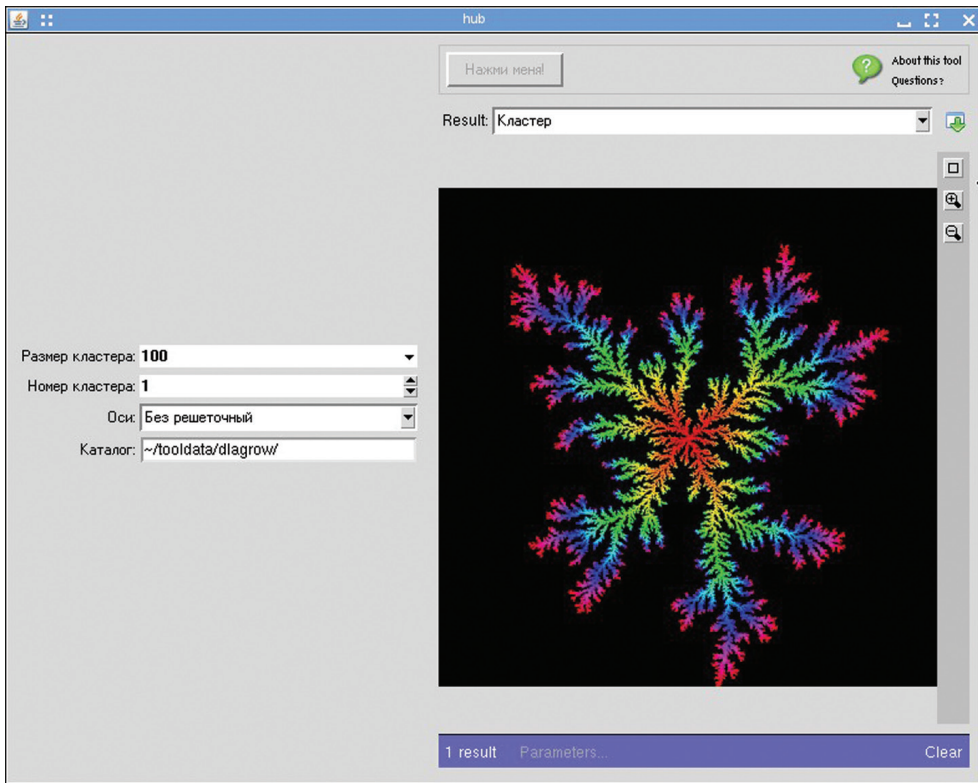 hub
Нажми меня!
About this tool
Questions?
Result: Кластер
Размер кластера: 100
Номер кластера: 1
Оси: Без решеточный
Каталог: ~/tooldata/dlagrow/
1 result Parameters... Clear